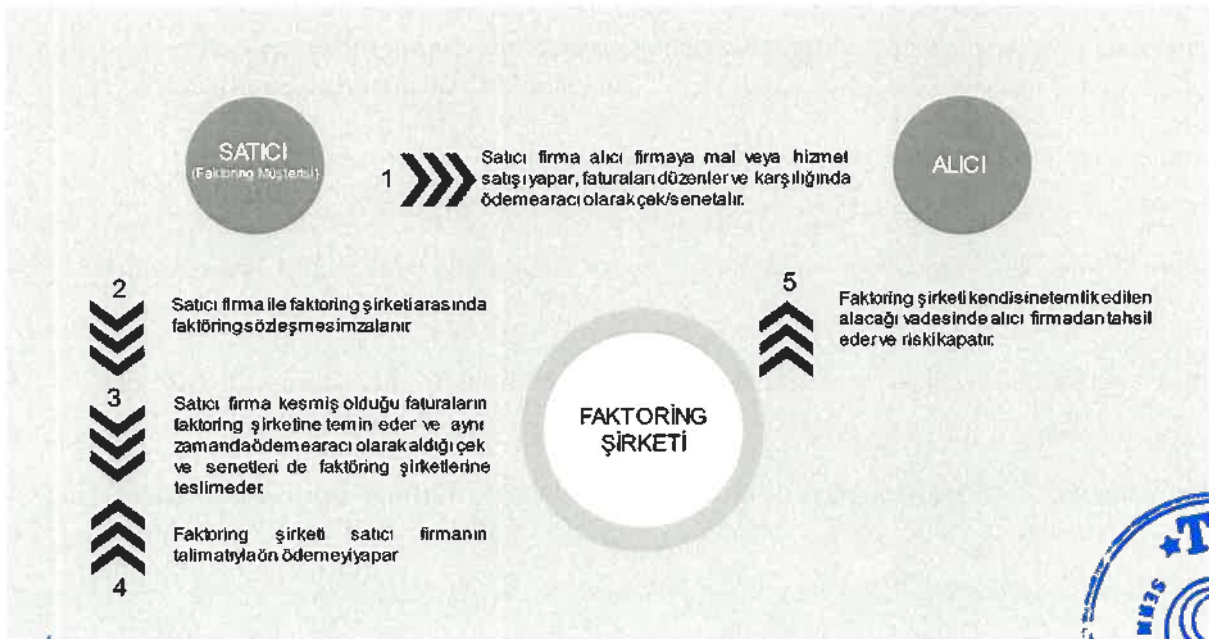 SATICI
(Faktoring Müşterisi)
1
Satıcı firma alıcı firmaya mal veya hizmet
satışı yapar, faturaları düzenler ve karşılığında
ödeme aracı olarak çek/senet alır.
ALICI
2
Satıcı firma ile faktoring şirketi arasında
faktöring sözleşmesi imzalanır
5
Faktoring şirketi kendisine temlik edilen
alacağı vadesinde alıcı firmadan tahsil
eder ve riski kapatır.
3
Satıcı firma kesmiş olduğu faturaların
faktoring şirketine temin eder ve aynı
zamanda ödeme aracı olarak aldığı çek
ve senetleri de faktöring şirketlerine
teslim eder.
FAKTORİNG
ŞİRKETİ
Faktoring şirketi satıcı firmanın
talimatıyla ön ödemeyi yapar
4